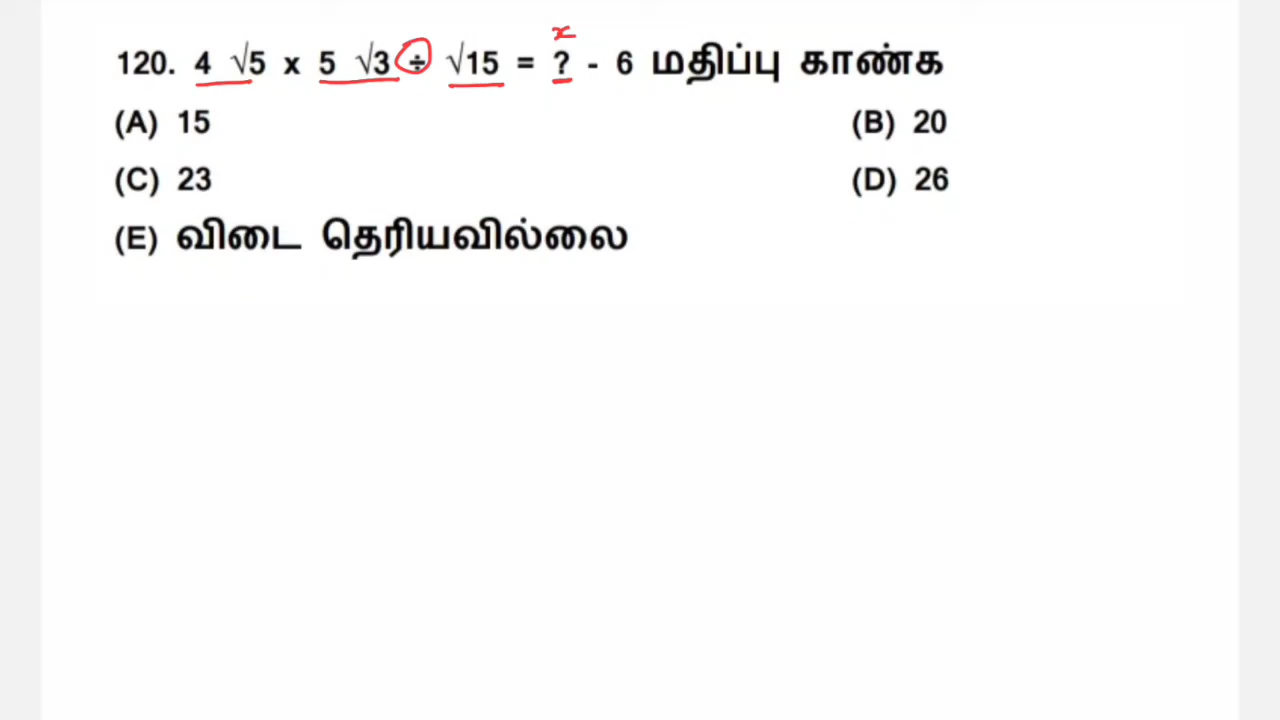 x
120. 4 √5 x 5 √3 ÷ √15 = ? - 6 மதிப்பு காண்க
(A) 15 (B) 20
(C) 23 (D) 26
(E) விடை தெரியவில்லை